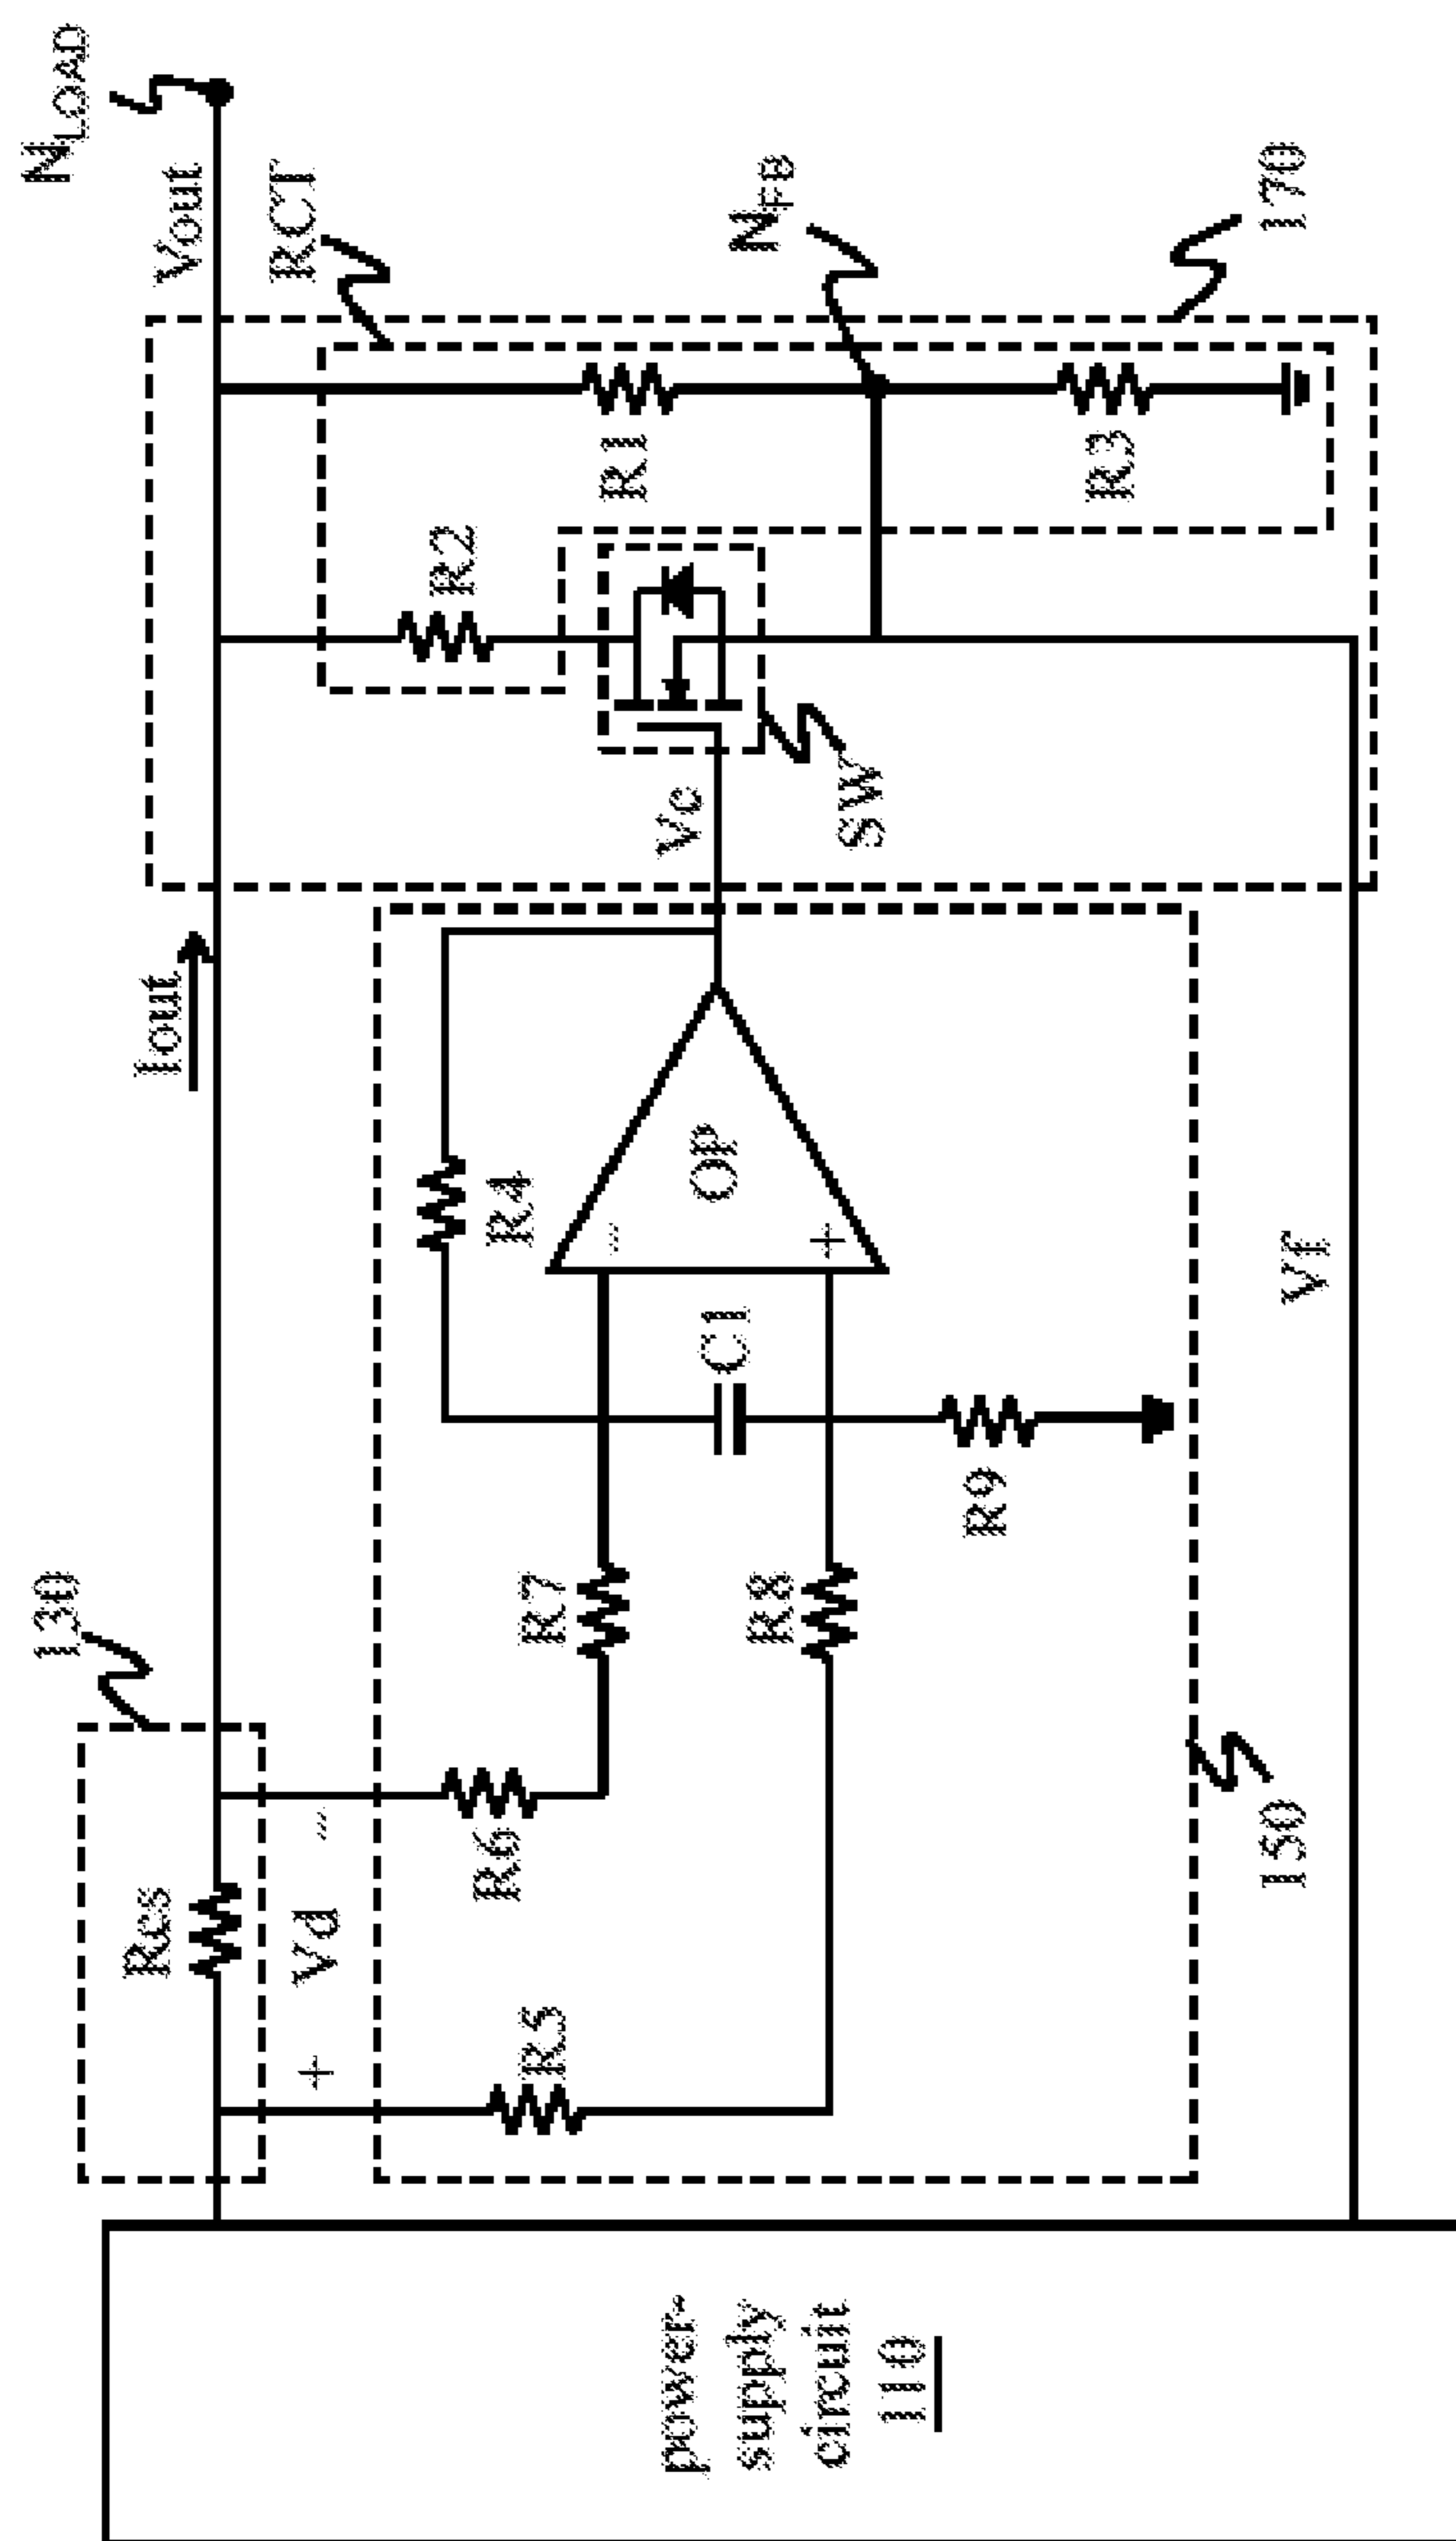 130
Rcs
+ Vd −
Iout
Vout
N_LOAD
R5
R6
R7
R8
R9
C1
R4
−
+
OP
Vc
SW
R2
R1
R3
RCT
N_FB
170
150
Vf
power-
supply
circuit
110